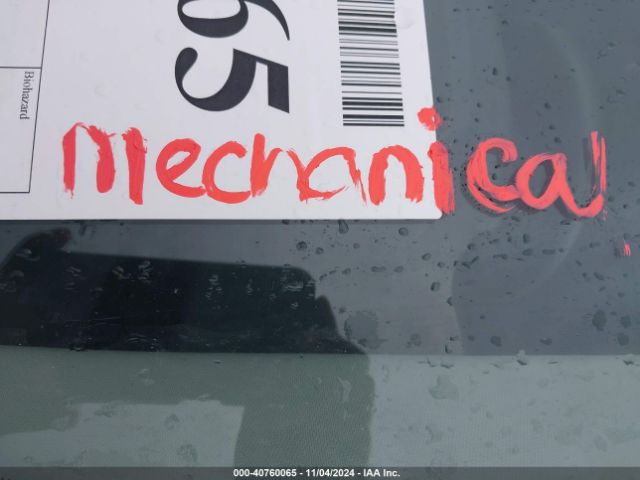 65
Biohazard
mechanical
000-40760065 - 11/04/2024 - IAA Inc.